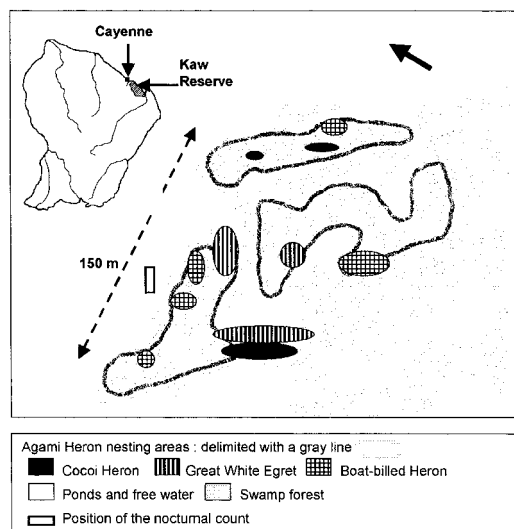 Cayenne
Kaw
Reserve
150 m
Agami Heron nesting areas : delimited with a gray line
Cocoi Heron Great White Egret Boat-billed Heron
Ponds and free water Swamp forest
Position of the nocturnal count